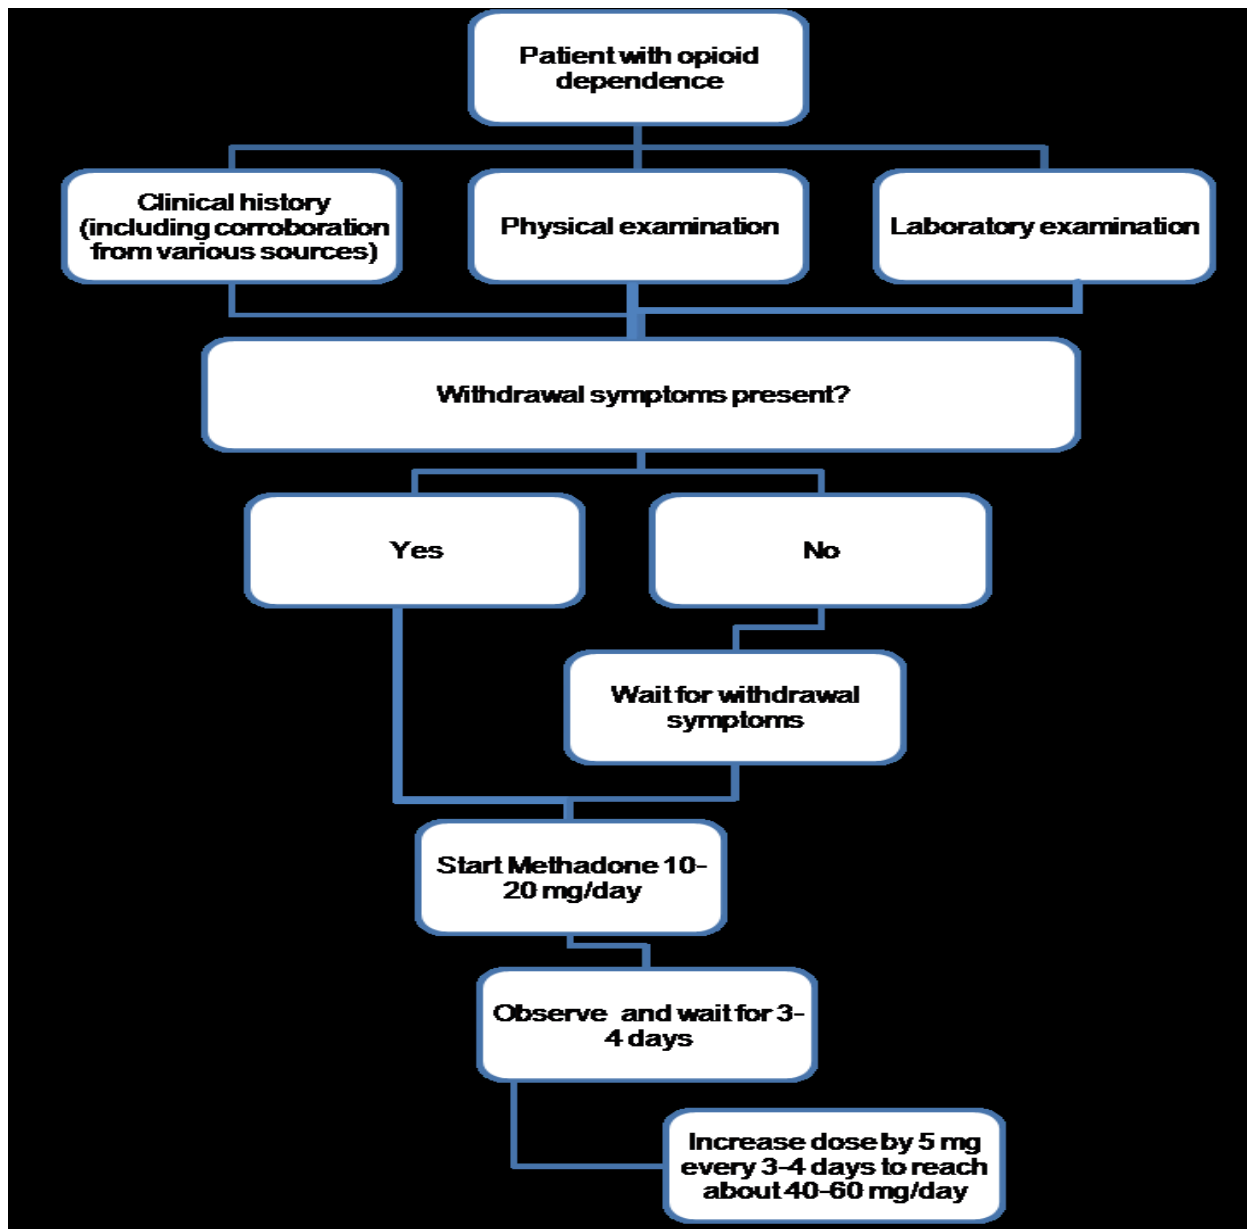 Patient with opioid
dependence
Clinical history
(including corroboration
from various sources)
Physical examination
Laboratory examination
Withdrawal symptoms present?
Yes
No
Wait for withdrawal
symptoms
Start Methadone 10-
20 mg/day
Observe and wait for 3-
4 days
Increase dose by 5 mg
every 3-4 days to reach
about 40-60 mg/day